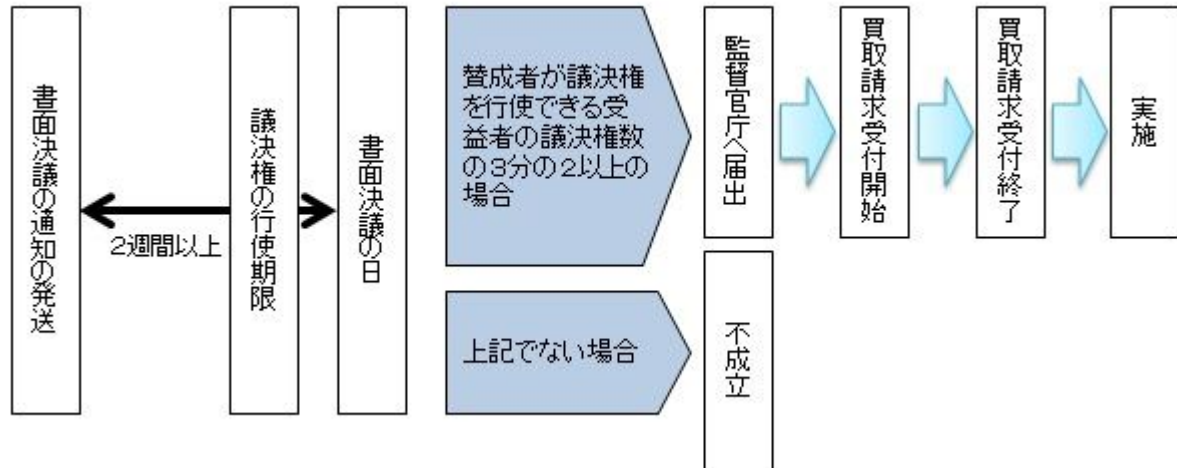 書面決議の通知の発送
2週間以上
議決権の行使期限
書面決議の日
賛成者が議決権
を行使できる受
益者の議決権数
の3分の2以上の
場合
上記でない場合
監督官庁へ届出
不成立
買取請求受付開始
買取請求受付終了
実施